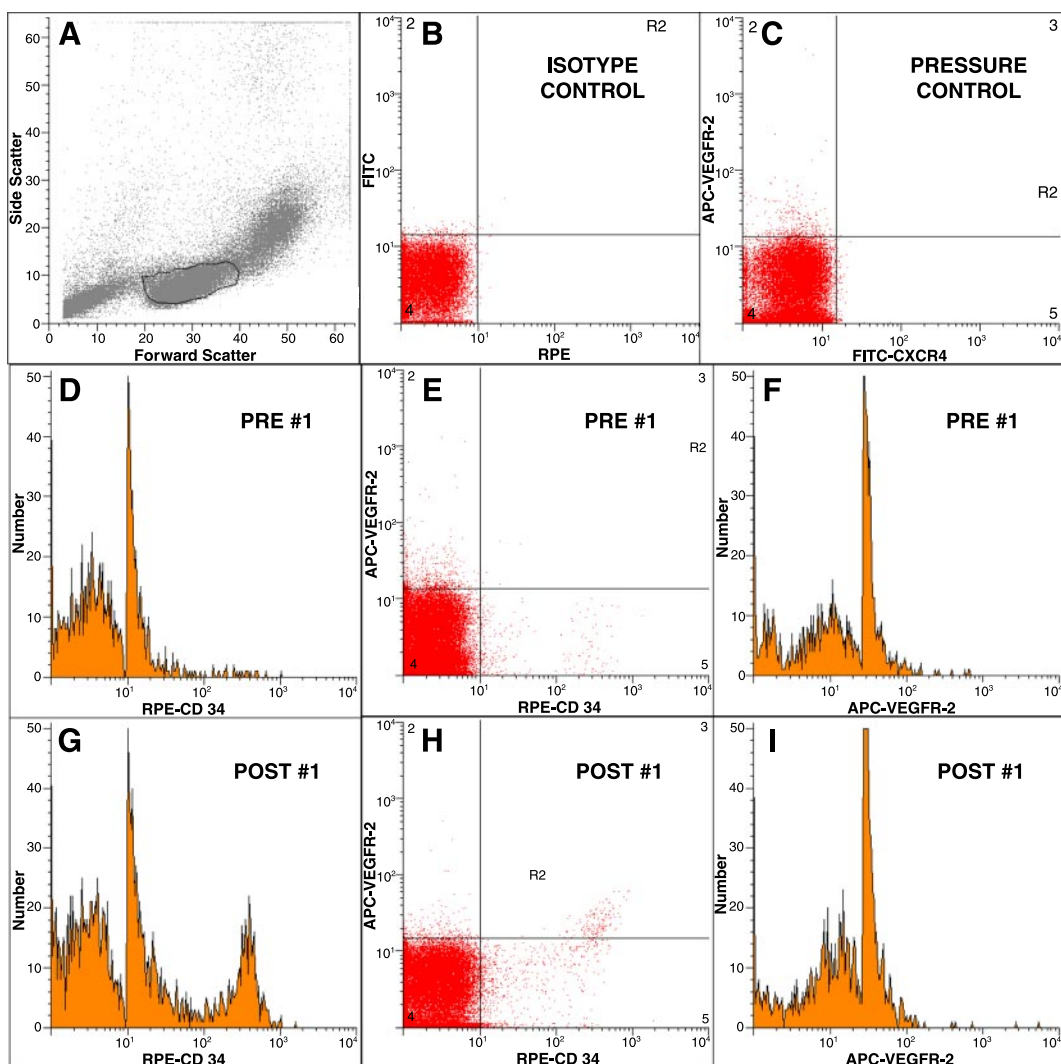 A
60
50
40
30
20
10
0
Side Scatter
0 10 20 30 40 50 60
Forward Scatter
B
2
R2
ISOTYPE
CONTROL
10⁴
10³
10²
10¹
FITC
4
10¹ 10² 10³ 10⁴
RPE
C
2
3
PRESSURE
CONTROL
10⁴
10³
10²
10¹
APC-VEGFR-2
R2
4
5
10¹ 10² 10³ 10⁴
FITC-CXCR4
D
PRE #1
50
40
30
20
10
0
Number
10¹ 10² 10³ 10⁴
RPE-CD 34
E
2
3
PRE #1
R2
10⁴
10³
10²
10¹
APC-VEGFR-2
4
5
10¹ 10² 10³ 10⁴
RPE-CD 34
F
PRE #1
50
40
30
20
10
0
Number
10¹ 10² 10³ 10⁴
APC-VEGFR-2
G
POST #1
50
40
30
20
10
0
Number
10¹ 10² 10³ 10⁴
RPE-CD 34
H
2
3
POST #1
R2
10⁴
10³
10²
10¹
APC-VEGFR-2
4
5
10¹ 10² 10³ 10⁴
RPE-CD 34
I
POST #1
50
40
30
20
10
0
Number
10¹ 10² 10³ 10⁴
APC-VEGFR-2